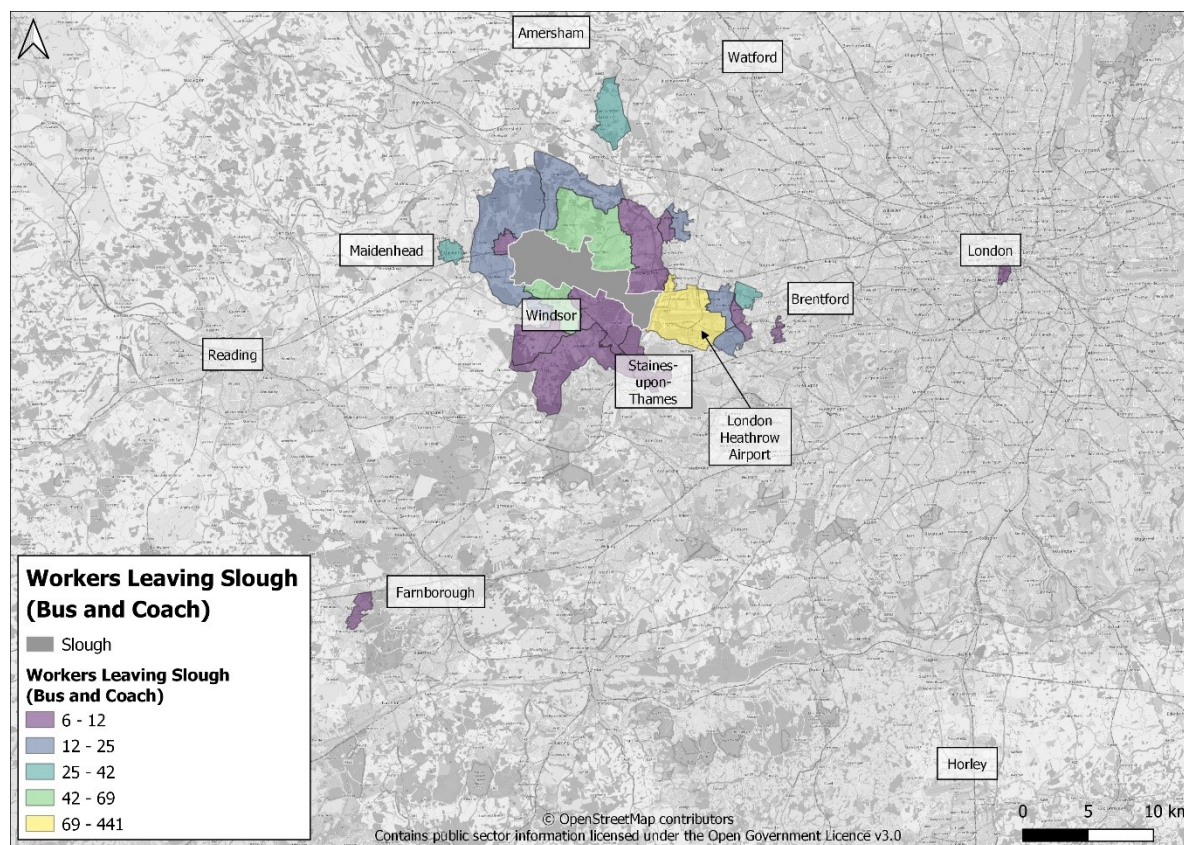 Amersham
Watford
Maidenhead
London
Brentford
Windsor
Reading
Staines-
upon-
Thames
London
Heathrow
Airport
Farnborough
Horley
Workers Leaving Slough
(Bus and Coach)
Slough
Workers Leaving Slough
(Bus and Coach)
6 - 12
12 - 25
25 - 42
42 - 69
69 - 441
© OpenStreetMap contributors
Contains public sector information licensed under the Open Government Licence v3.0
0 5 10 km